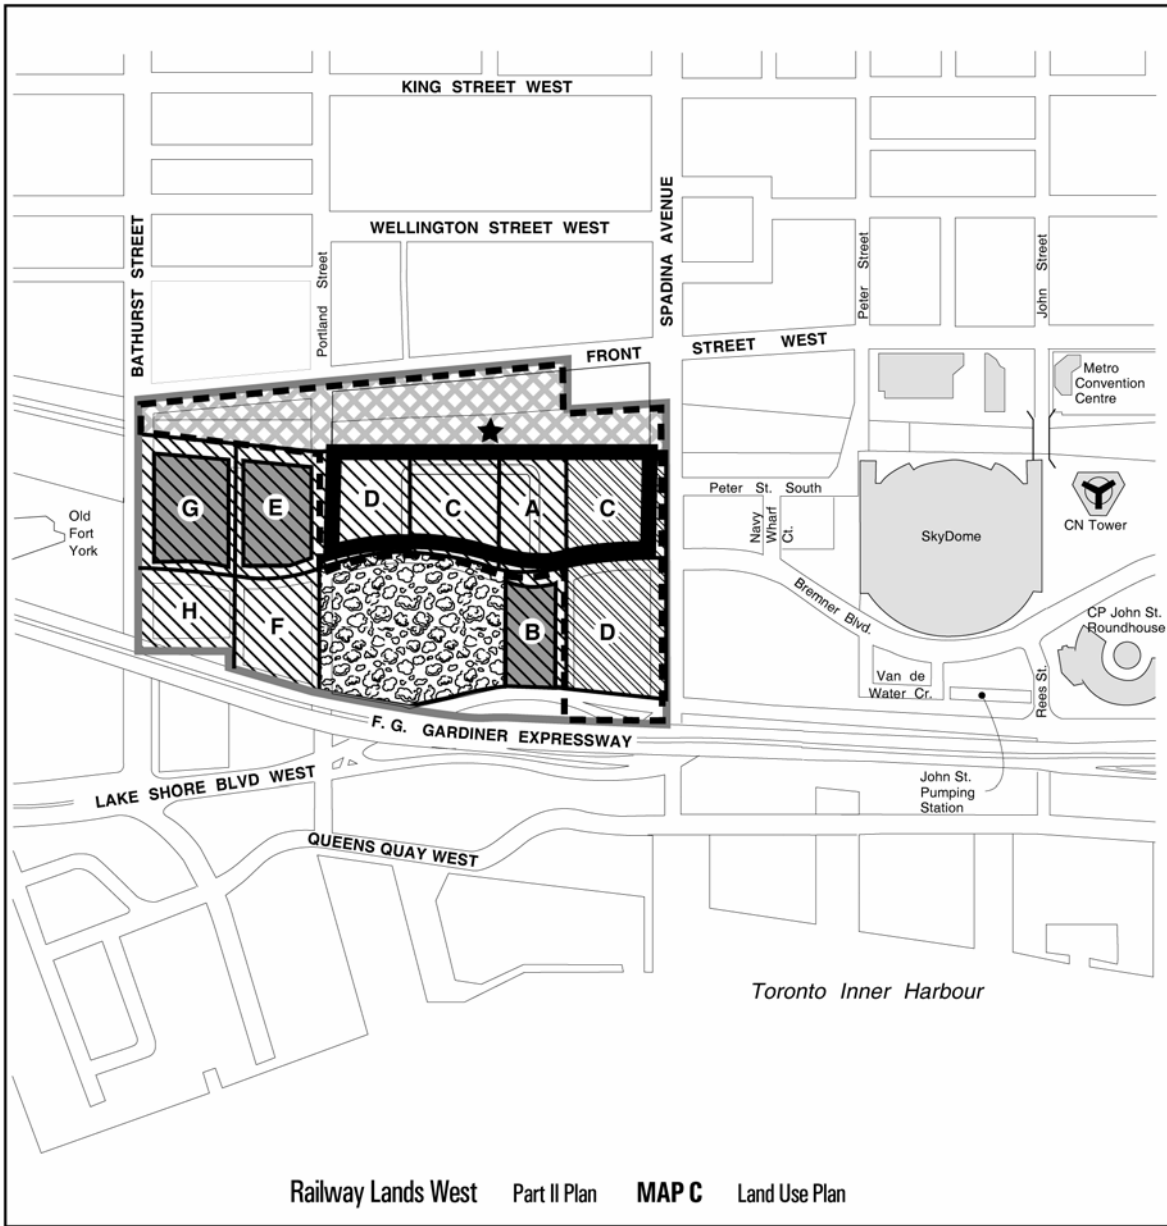 KING STREET WEST
WELLINGTON STREET WEST
BATHURST STREET
Portland Street
SPADINA AVENUE
Peter Street
John Street
FRONT STREET WEST
Metro
Convention
Centre
Old
Fort
York
G
E
D
C
A
C
H
F
B
D
Peter St. South
Navy
Wharf
Ct.
SkyDome
CN Tower
Bremner Blvd.
CP John St.
Roundhouse
Van de
Water Cr.
Rees St.
F. G. GARDINER EXPRESSWAY
LAKE SHORE BLVD WEST
John St.
Pumping
Station
QUEENS QUAY WEST
Toronto Inner Harbour
Railway Lands West Part II Plan MAP C Land Use Plan